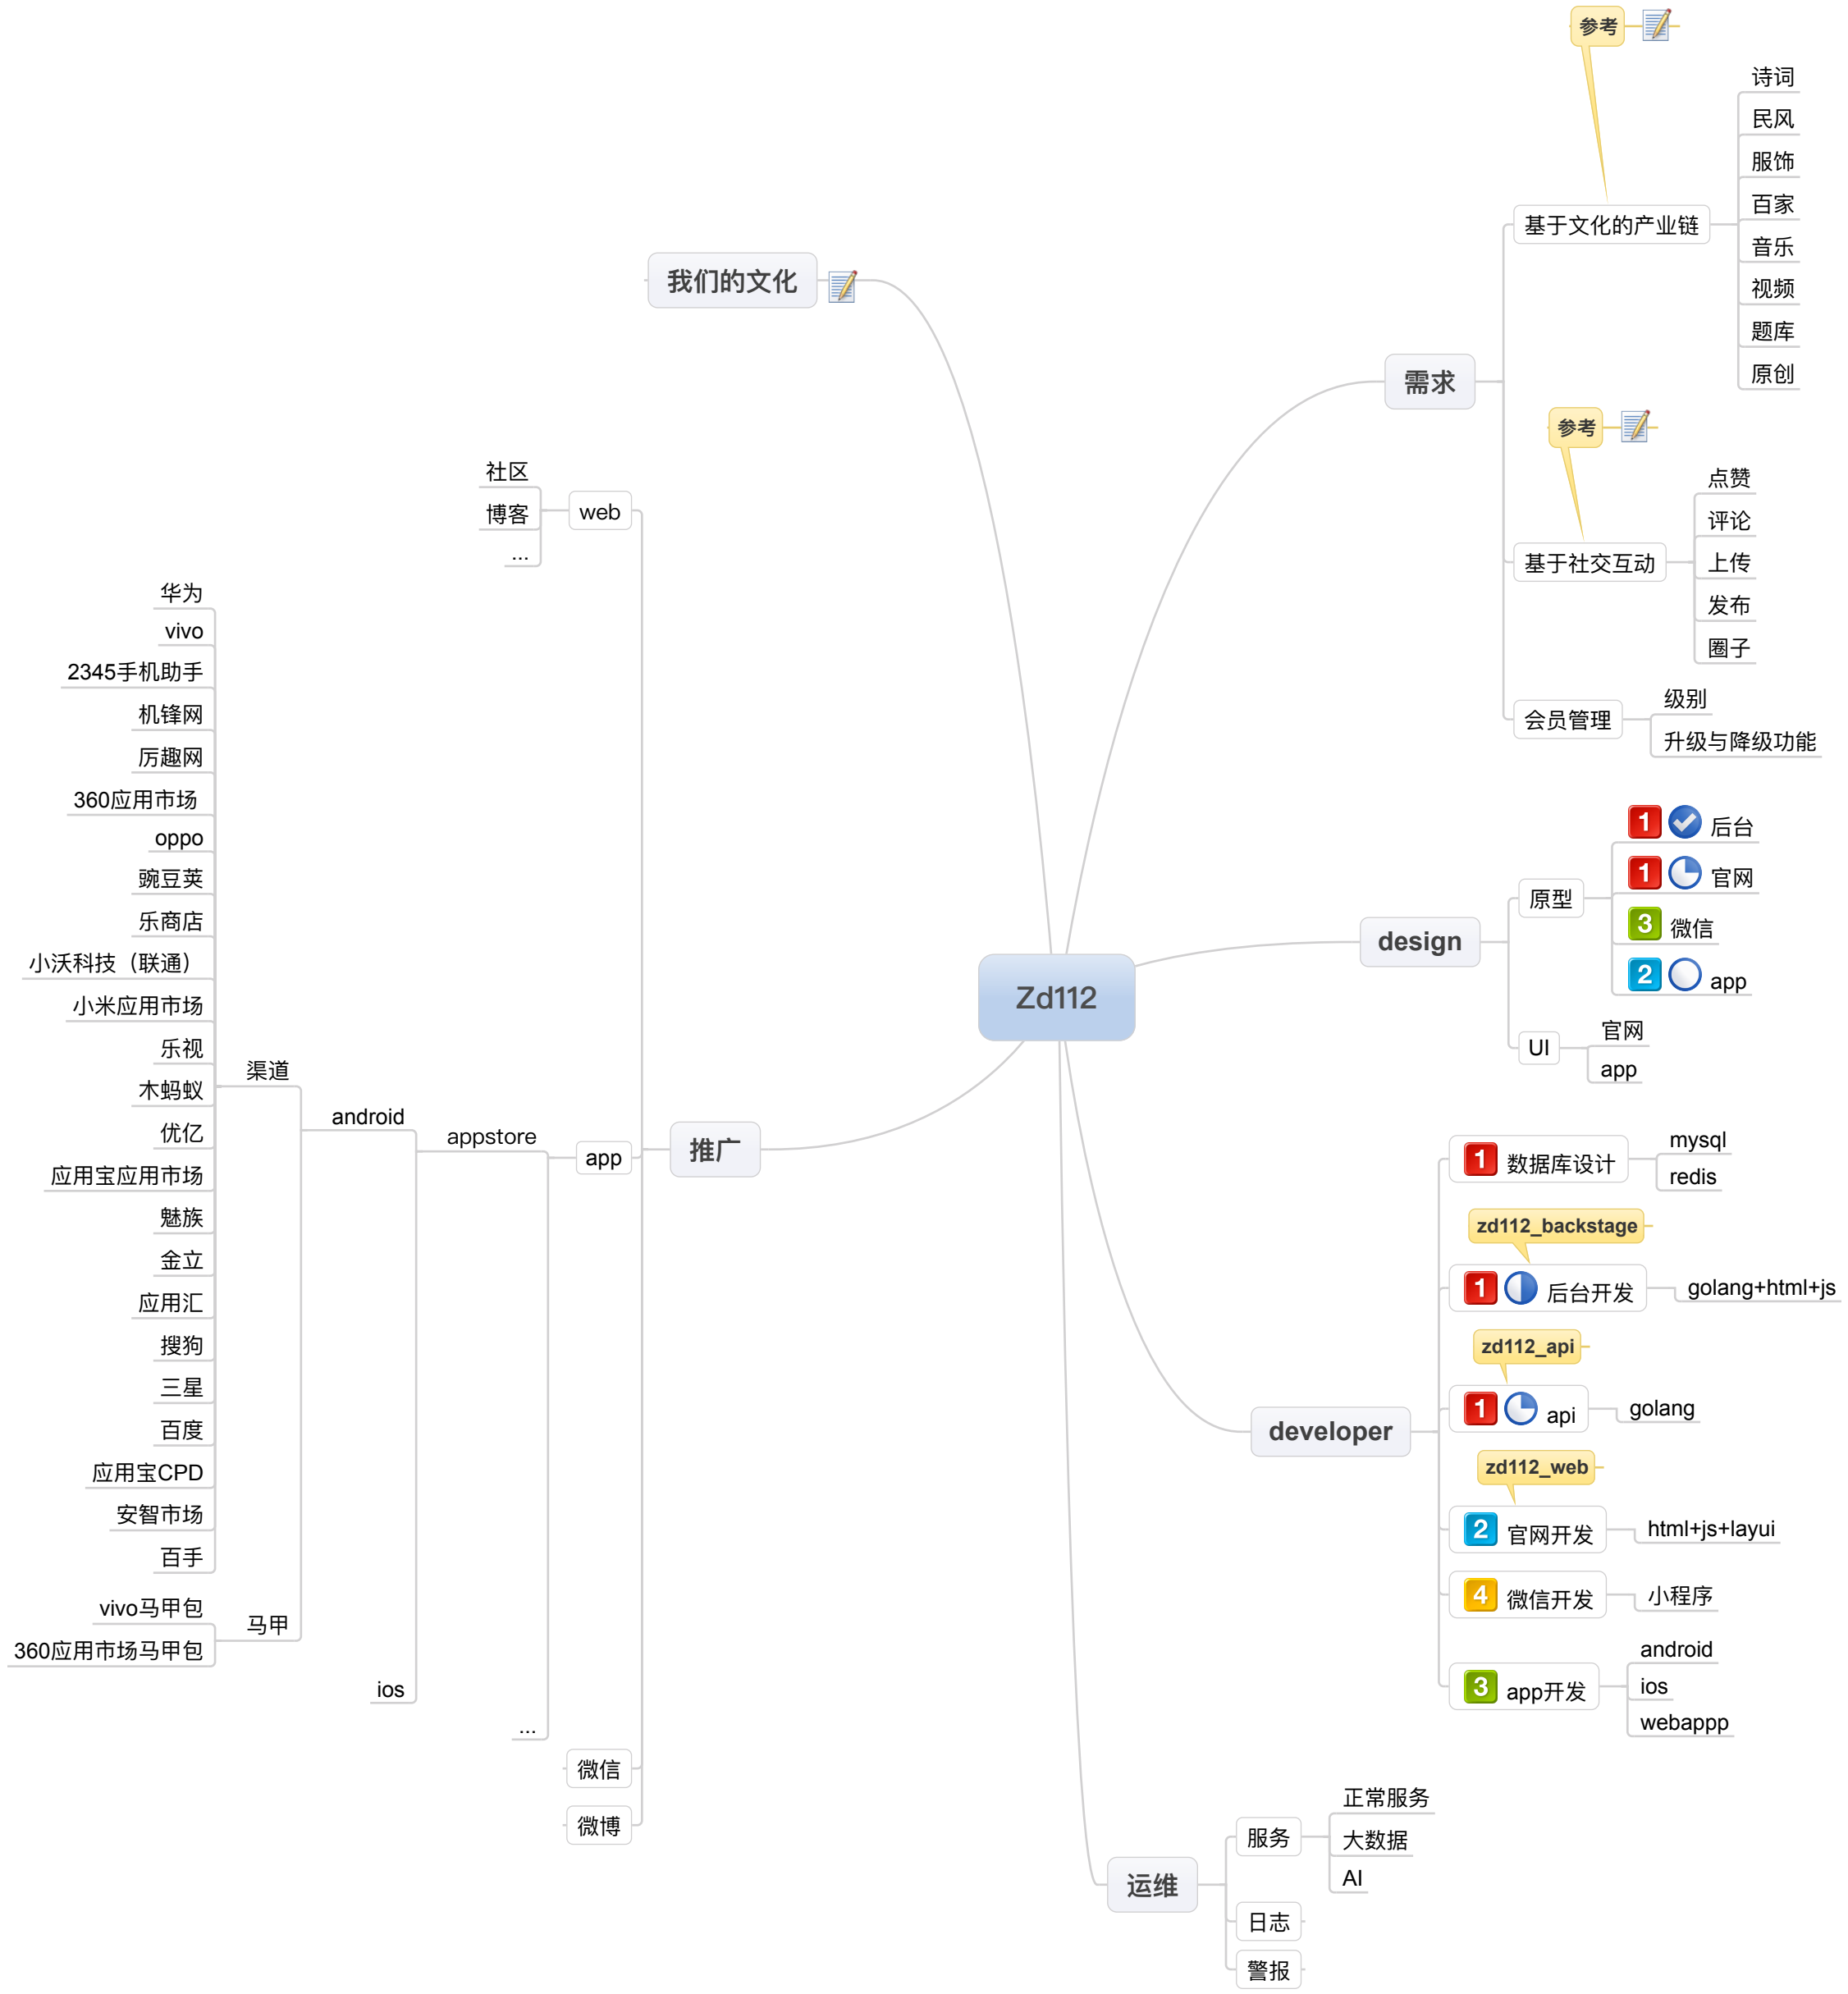 Zd112
需求
参考
基于文化的产业链
诗词
民风
服饰
百家
音乐
视频
题库
原创
参考
基于社交互动
点赞
评论
上传
发布
圈子
会员管理
级别
升级与降级功能
design
原型
1 后台
1 官网
3 微信
2 app
UI
官网
app
developer
1 数据库设计
mysql
redis
zd112_backstage
1 后台开发
golang+html+js
zd112_api
1 api
golang
zd112_web
2 官网开发
html+js+layui
4 微信开发
小程序
3 app开发
android
ios
webappp
运维
服务
正常服务
大数据
AI
日志
警报
我们的文化
推广
web
社区
博客
...
app
appstore
android
渠道
华为
vivo
2345手机助手
机锋网
厉趣网
360应用市场
oppo
豌豆荚
乐商店
小沃科技（联通）
小米应用市场
乐视
木蚂蚁
优亿
应用宝应用市场
魅族
金立
应用汇
搜狗
三星
百度
应用宝CPD
安智市场
百手
马甲
vivo马甲包
360应用市场马甲包
ios
...
微信
微博